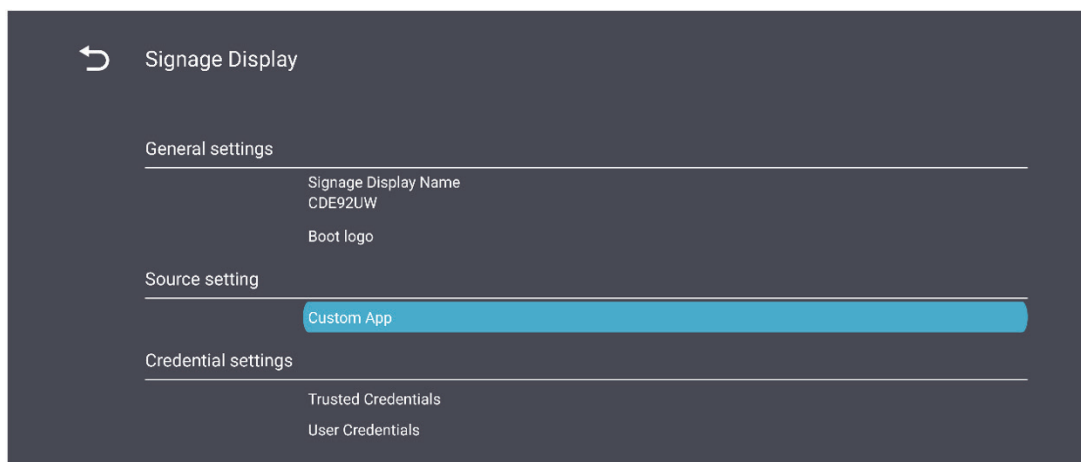 Signage Display
General settings
Signage Display Name
CDE92UW
Boot logo
Source setting
Custom App
Credential settings
Trusted Credentials
User Credentials